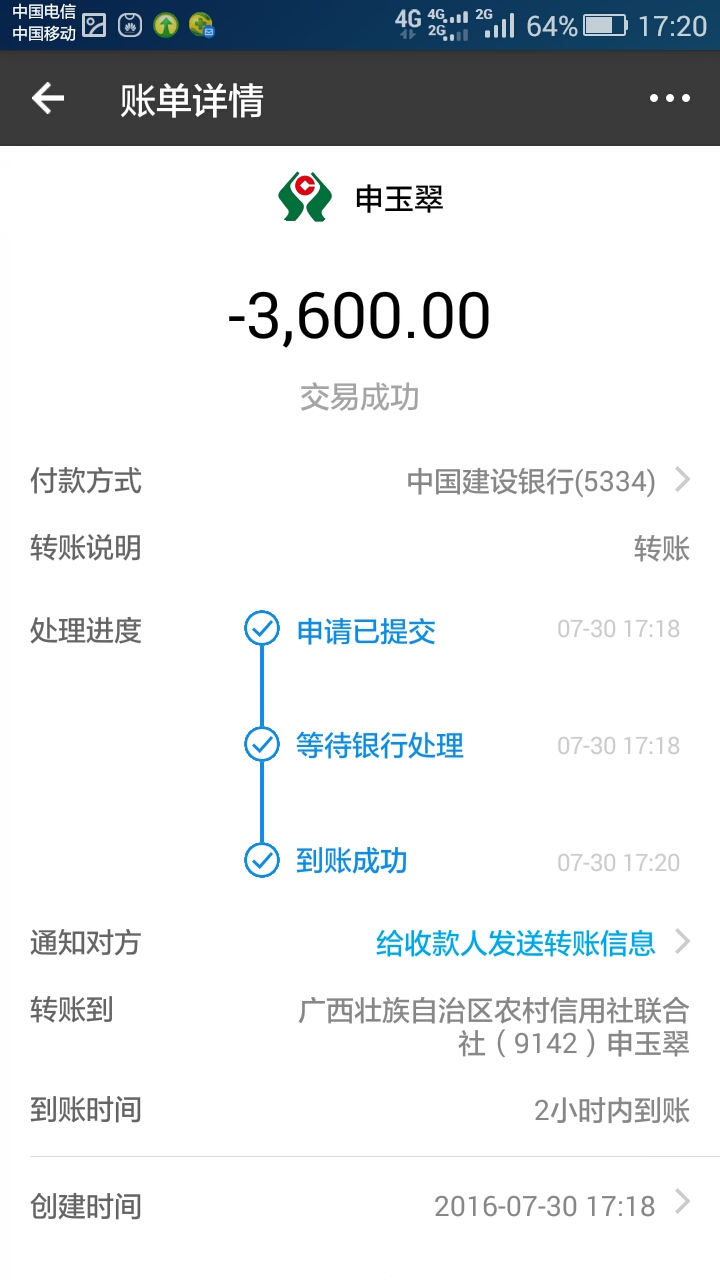 中国电信
中国移动
4G 4G 2G 2G 64% 17:20
账单详情
申玉翠
-3,600.00
交易成功
付款方式 中国建设银行(5334)
转账说明 转账
处理进度 申请已提交 07-30 17:18
等待银行处理 07-30 17:18
到账成功 07-30 17:20
通知对方 给收款人发送转账信息
转账到 广西壮族自治区农村信用社联合
社（9142）申玉翠
到账时间 2小时内到账
创建时间 2016-07-30 17:18